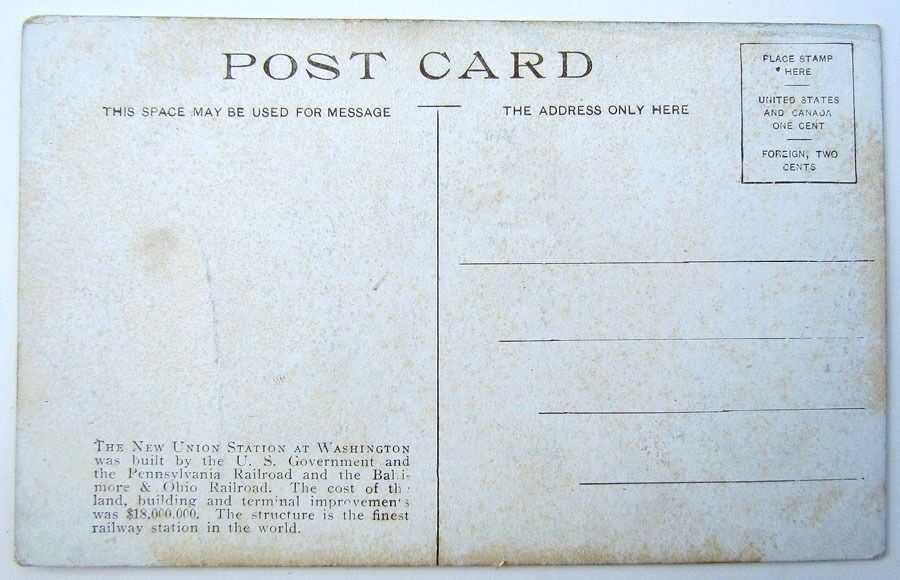 POST CARD
THIS SPACE MAY BE USED FOR MESSAGE
THE ADDRESS ONLY HERE
PLACE STAMP
HERE
UNITED STATES
AND CANADA
ONE CENT
FOREIGN, TWO
CENTS
THE NEW UNION STATION AT WASHINGTON
was built by the U. S. Government and
the Pennsylvania Railroad and the Balti-
more & Ohio Railroad. The cost of the
land, building and terminal improvements
was $18,000,000. The structure is the finest
railway station in the world.